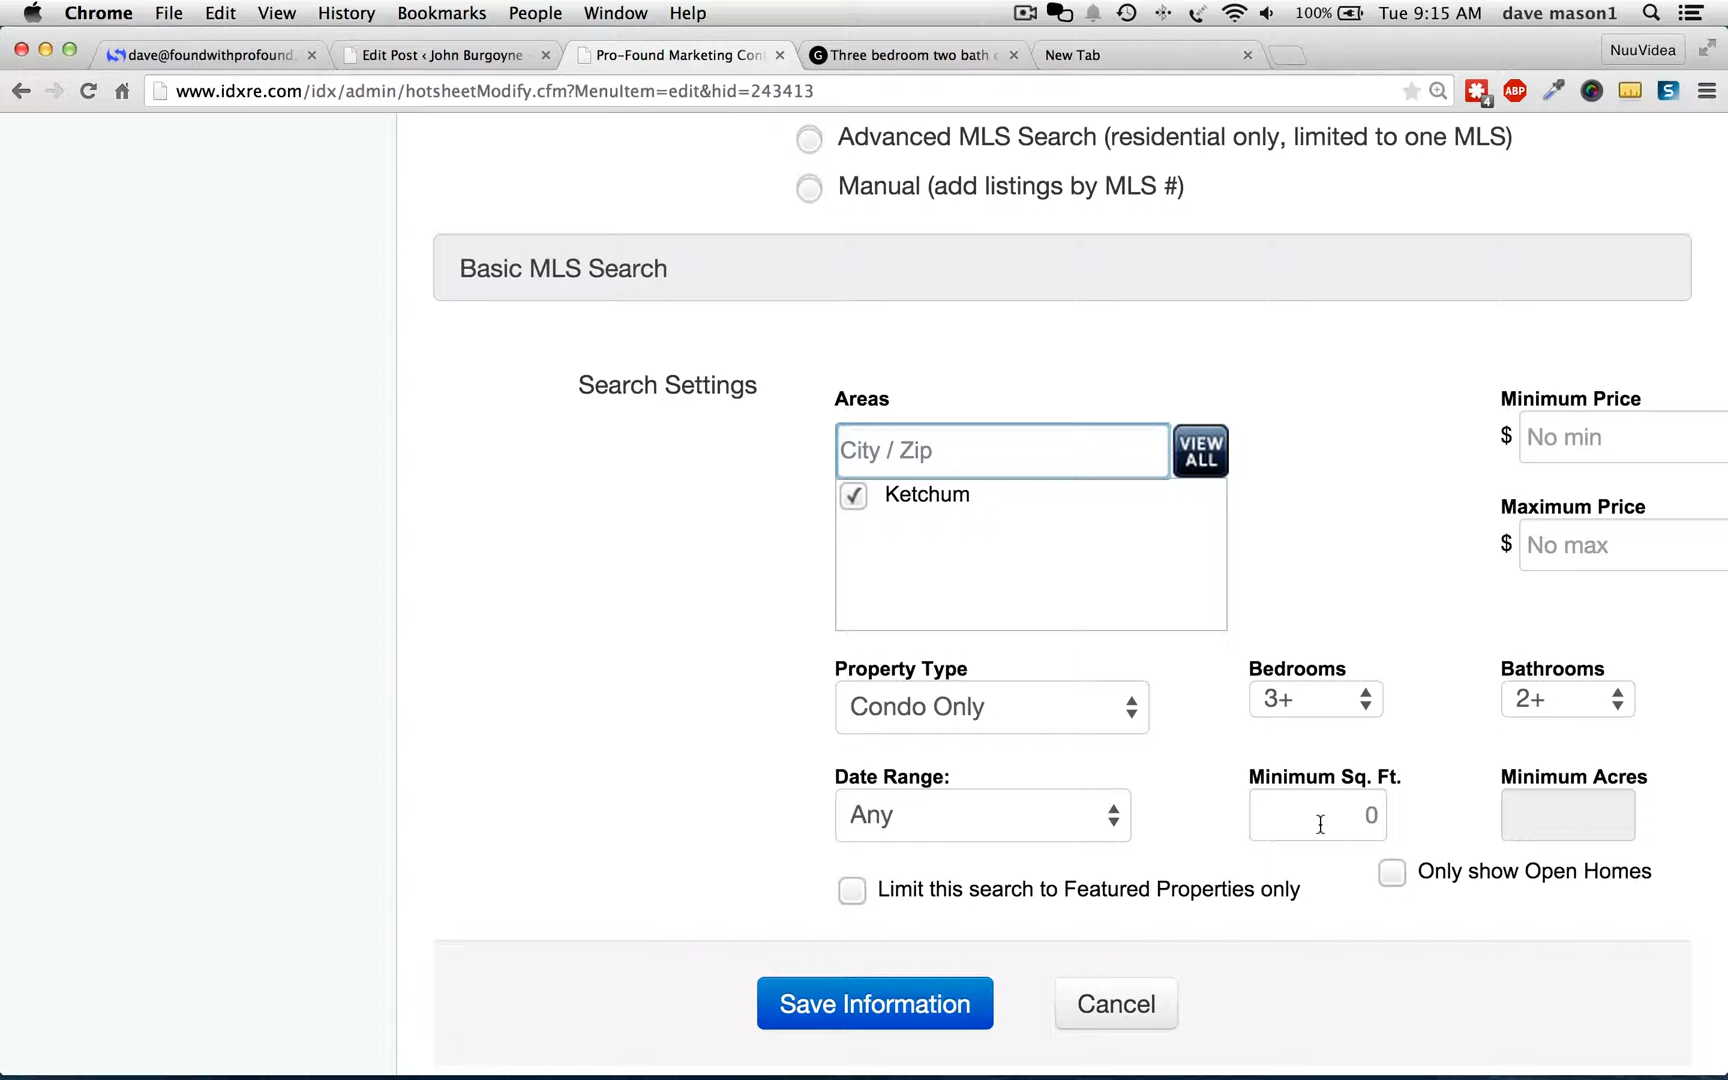 Chrome File Edit View History Bookmarks People Window Help 100% Tue 9:15 AM dave mason1
dave@foundwithprofound. Edit Post ‹ John Burgoyne Pro-Found Marketing Con Three bedroom two bath c New Tab NuuVidea
www.idxre.com/idx/admin/hotsheetModify.cfm?MenuItem=edit&hid=243413 4 ABP S
Advanced MLS Search (residential only, limited to one MLS)
Manual (add listings by MLS #)
Basic MLS Search
Search Settings
Areas
City / Zip
VIEW ALL
Ketchum
Minimum Price
$ No min
Maximum Price
$ No max
Property Type Bedrooms Bathrooms
Condo Only 3+ 2+
Date Range: Minimum Sq. Ft. Minimum Acres
Any 0
Limit this search to Featured Properties only Only show Open Homes
Save Information Cancel